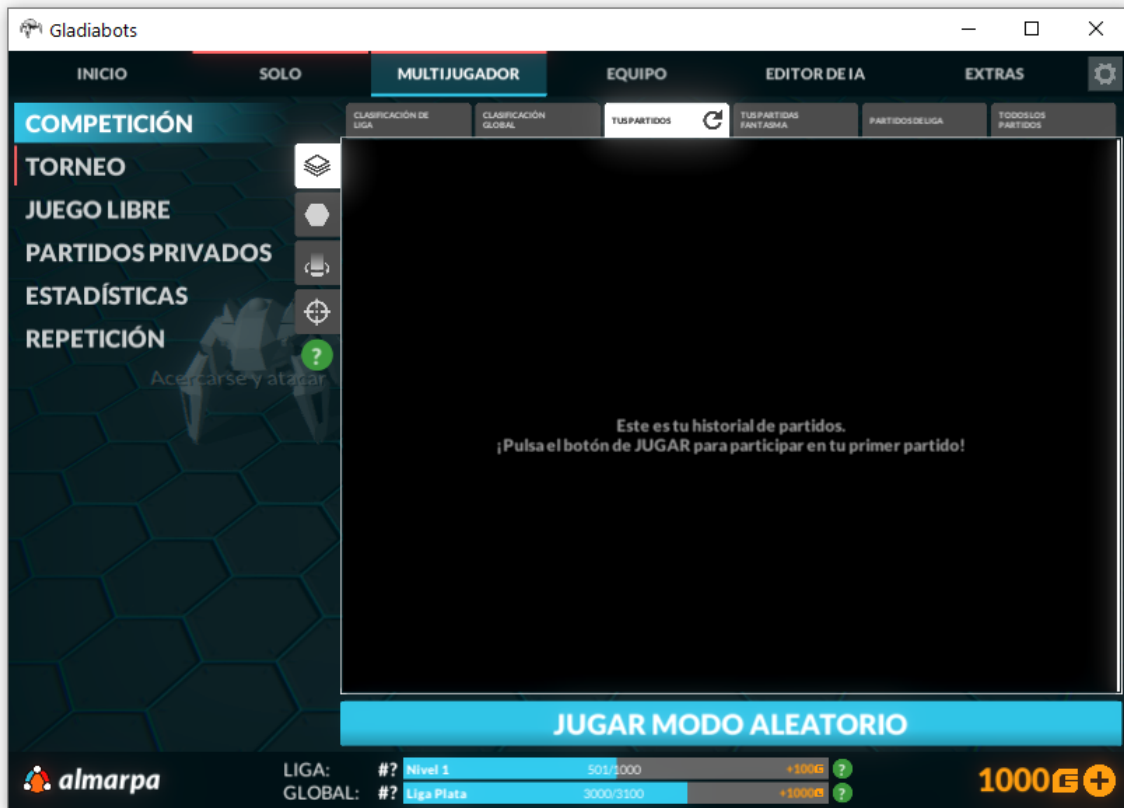 Gladiabots
INICIO
SOLO
MULTIJUGADOR
EQUIPO
EDITOR DE IA
EXTRAS
COMPETICIÓN
TORNEO
JUEGO LIBRE
PARTIDOS PRIVADOS
ESTADÍSTICAS
REPETICIÓN
?
Acercarse y atacar
CLASIFICACIÓN DE
LIGA
CLASIFICACIÓN
GLOBAL
TUS PARTIDOS
TUS PARTIDAS
FANTASMA
PARTIDOS DE LIGA
TODOS LOS
PARTIDOS
Este es tu historial de partidos.
¡Pulsa el botón de JUGAR para participar en tu primer partido!
JUGAR MODO ALEATORIO
almarpa
LIGA: #? Nivel 1 501/1000 +100G ?
GLOBAL: #? Liga Plata 3000/3100 +1000G ?
1000G +